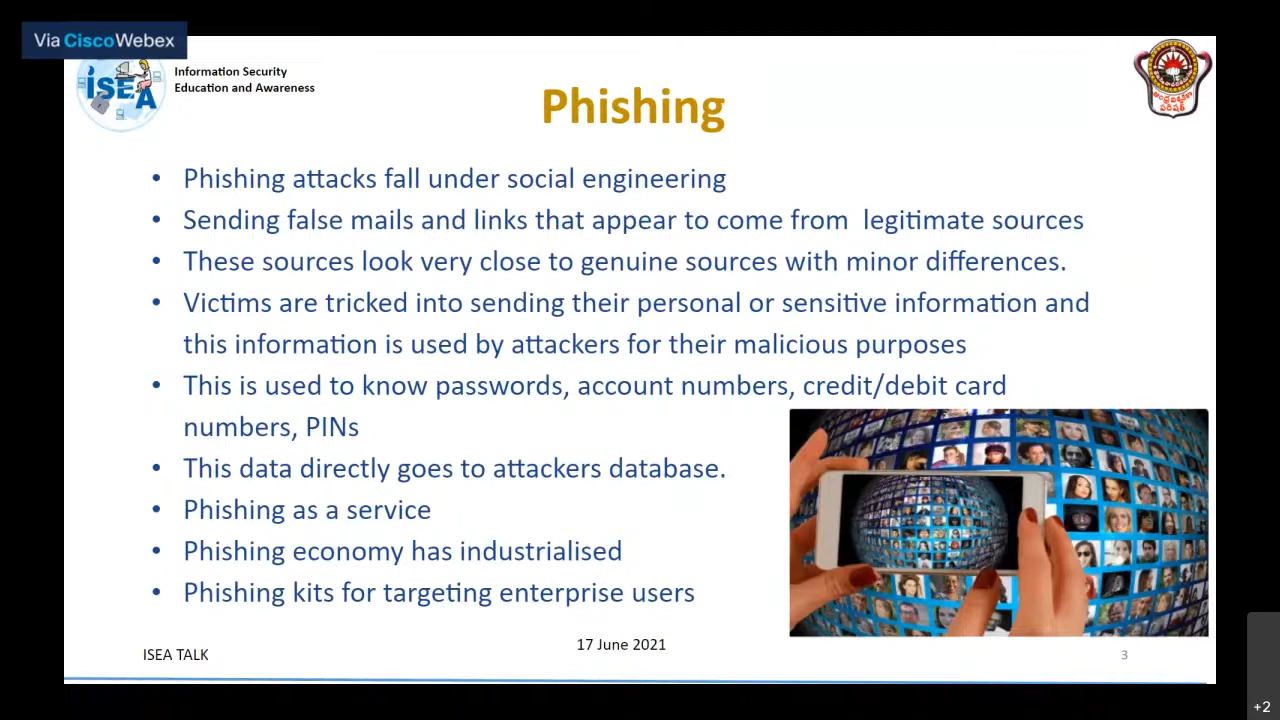 Via Cisco Webex
iSEA
Information Security
Education and Awareness
Phishing
• Phishing attacks fall under social engineering
• Sending false mails and links that appear to come from legitimate sources
• These sources look very close to genuine sources with minor differences.
• Victims are tricked into sending their personal or sensitive information and
this information is used by attackers for their malicious purposes
• This is used to know passwords, account numbers, credit/debit card
numbers, PINs
• This data directly goes to attackers database.
• Phishing as a service
• Phishing economy has industrialised
• Phishing kits for targeting enterprise users
ISEA TALK
17 June 2021
3
+2